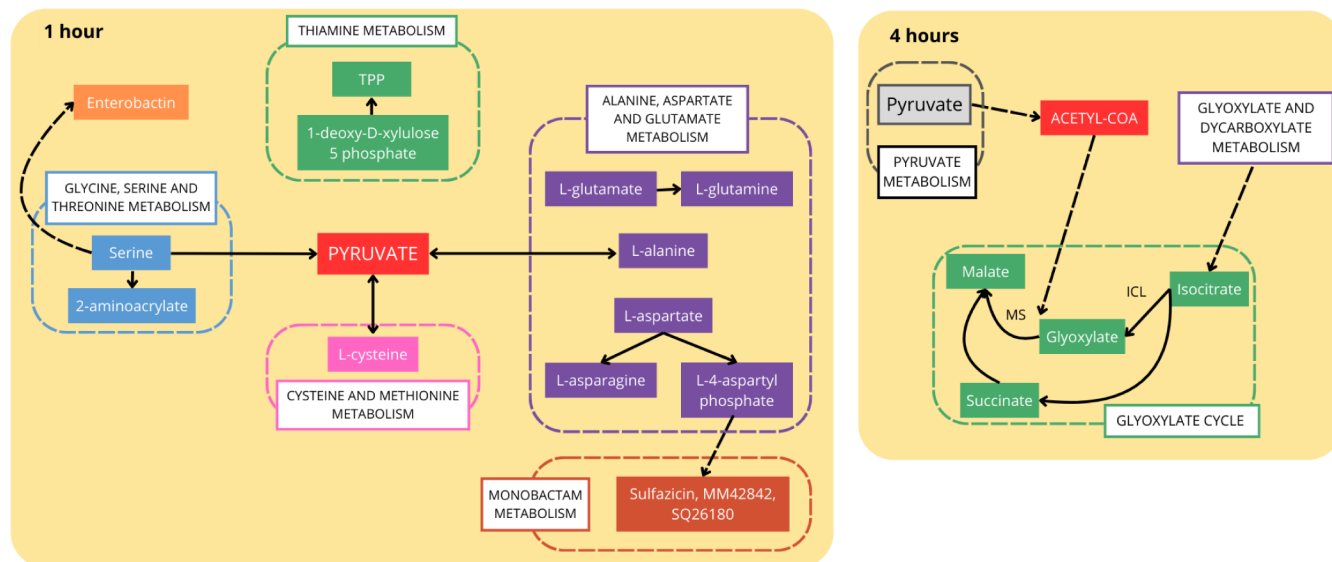 1 hour
THIAMINE METABOLISM
TPP
1-deoxy-D-xylulose
5 phosphate
Enterobactin
GLYCINE, SERINE AND
THREONINE METABOLISM
Serine
2-aminoacrylate
PYRUVATE
L-cysteine
CYSTEINE AND METHIONINE
METABOLISM
ALANINE, ASPARTATE
AND GLUTAMATE
METABOLISM
L-glutamate
L-glutamine
L-alanine
L-aspartate
L-asparagine
L-4-aspartyl
phosphate
MONOBACTAM
METABOLISM
Sulfazicin, MM42842,
SQ26180
4 hours
Pyruvate
PYRUVATE
METABOLISM
ACETYL-COA
GLYOXYLATE AND
DYCARBOXYLATE
METABOLISM
Malate
Isocitrate
ICL
MS
Glyoxylate
Succinate
GLYOXYLATE CYCLE